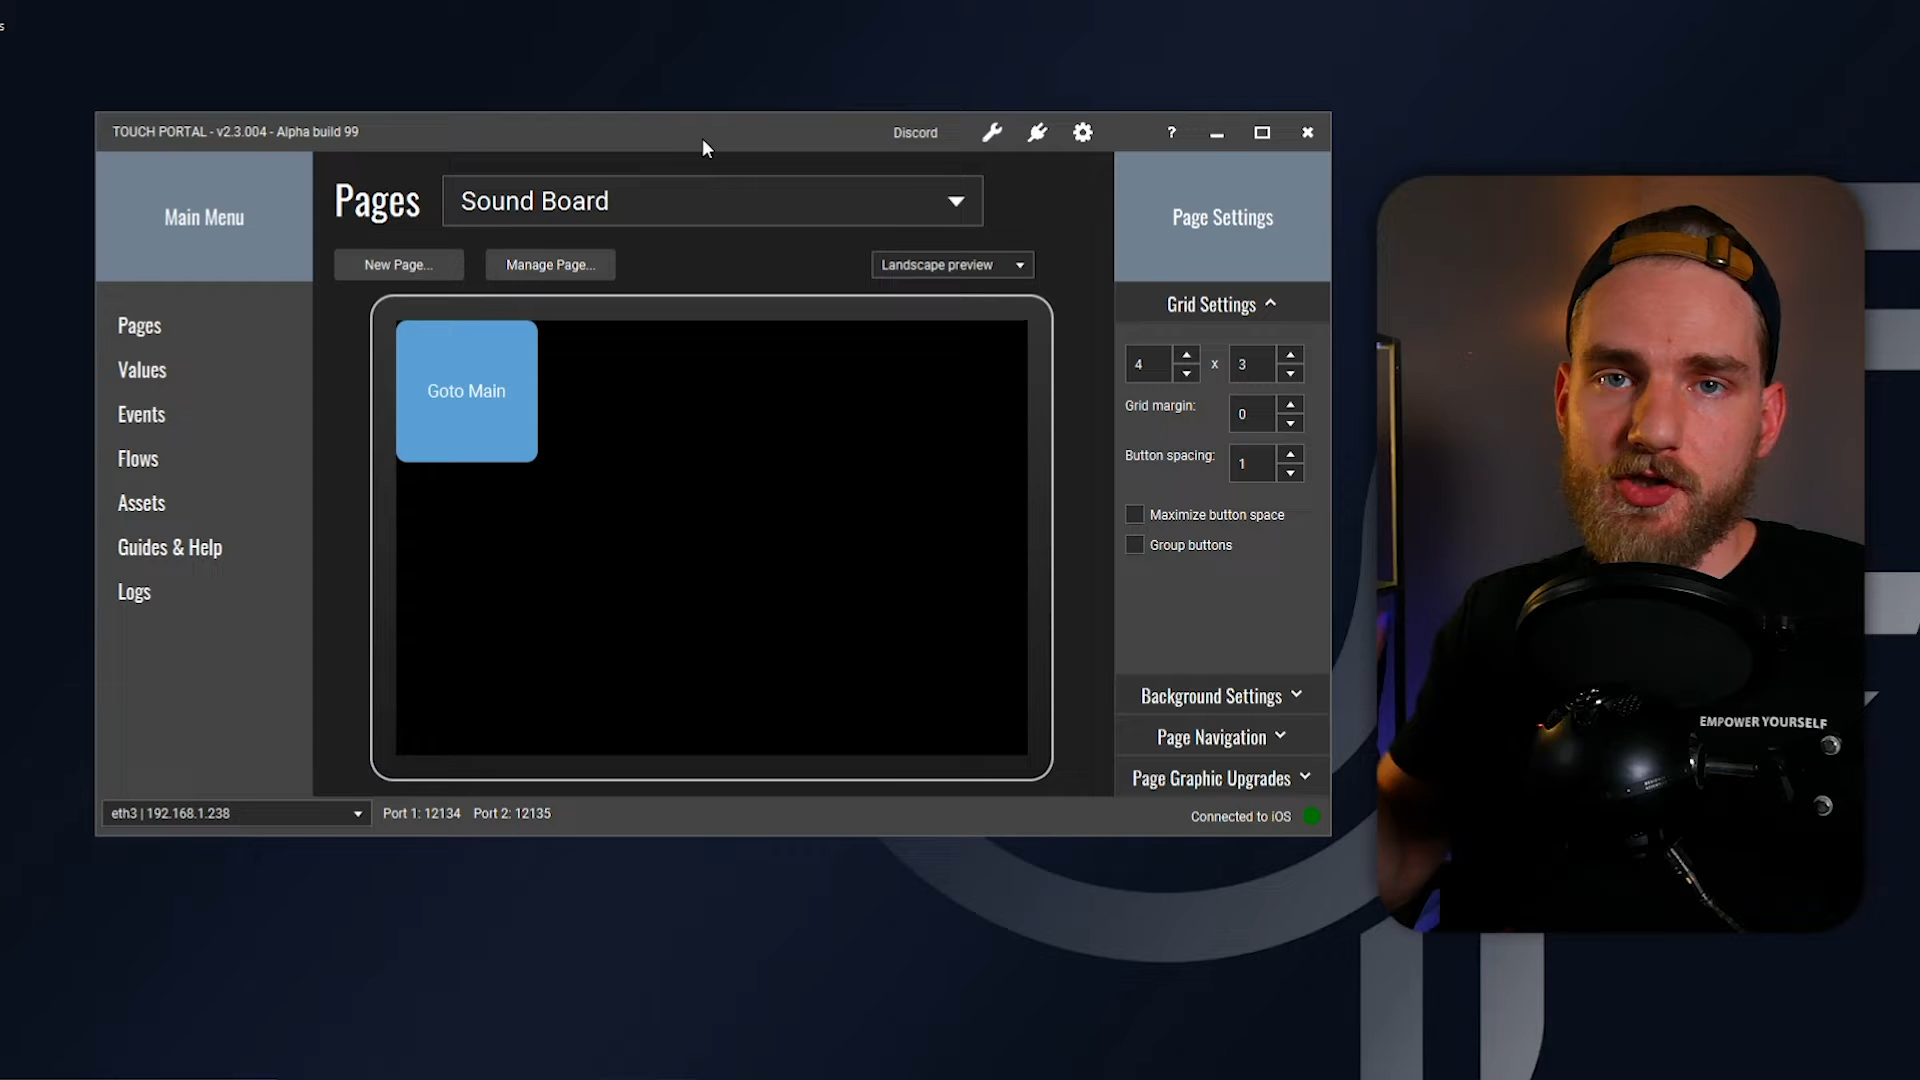 s
TOUCH PORTAL - v2.3.004 - Alpha build 99
Discord
?
Main Menu
Pages
Values
Events
Flows
Assets
Guides & Help
Logs
Pages
Sound Board
New Page...
Manage Page...
Landscape preview
Goto Main
Page Settings
Grid Settings
4 x 3
Grid margin: 0
Button spacing: 1
Maximize button space
Group buttons
Background Settings
Page Navigation
Page Graphic Upgrades
eth3 | 192.168.1.238
Port 1: 12134 Port 2: 12135
Connected to iOS
EMPOWER YOURSELF